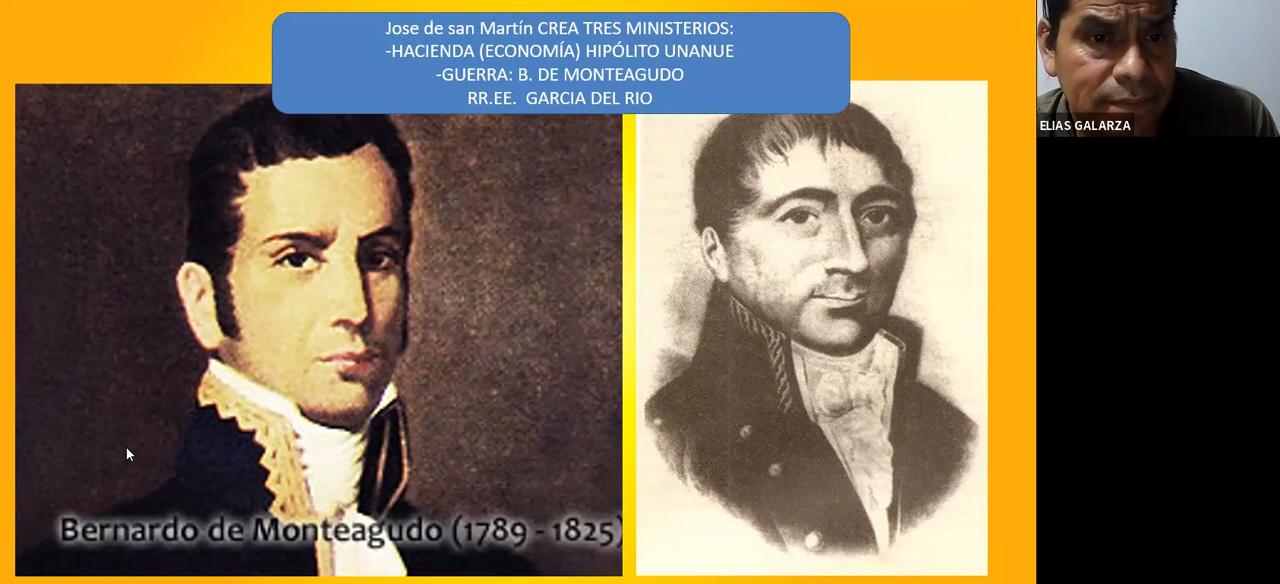 Jose de san Martín CREA TRES MINISTERIOS:
-HACIENDA (ECONOMÍA) HIPÓLITO UNANUE
-GUERRA: B. DE MONTEAGUDO
RR.EE.  GARCIA DEL RIO
ELIAS GALARZA
Bernardo de Monteagudo (1789 - 1825)